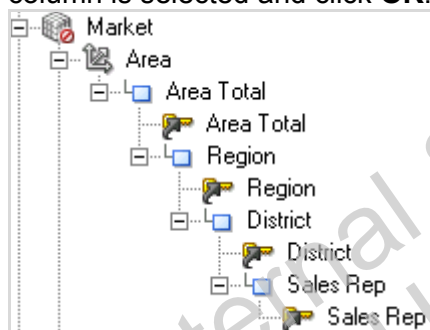 column is selected and click OK.
Market
Area
Area Total
Area Total
Region
Region
District
District
Sales Rep
Sales Rep